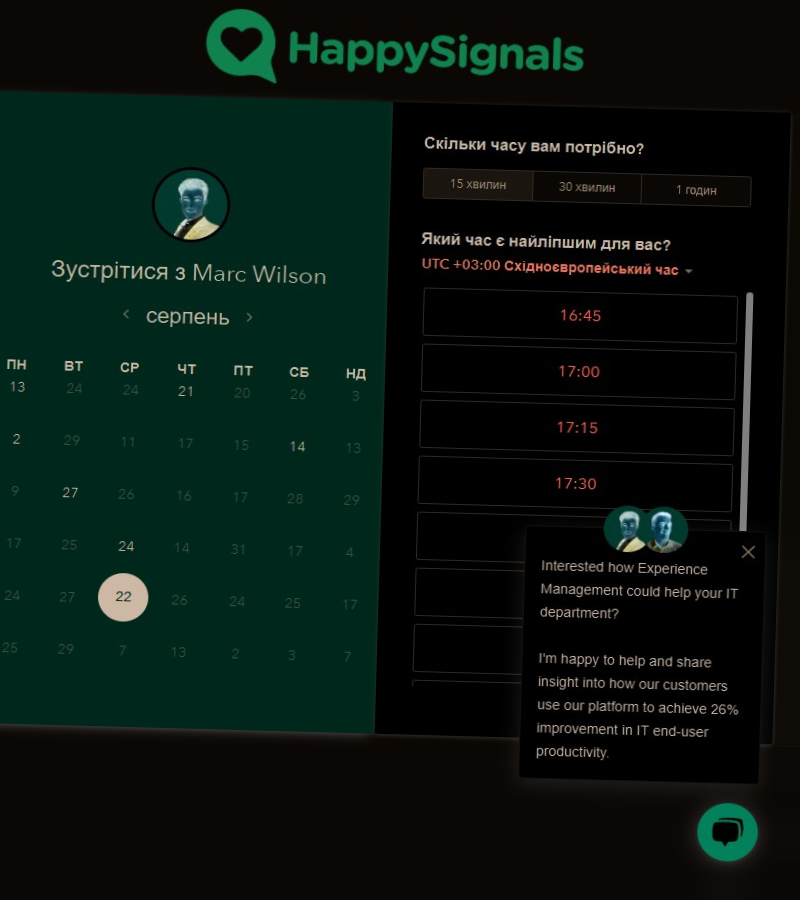 HappySignals
Зустрітися з Marc Wilson
серпень
ПН ВТ СР ЧТ ПТ СБ НД
13 24 24 21 20 26 3
2 29 11 17 15 14 13
9 27 26 16 17 28 29
17 25 24 14 31 17 4
24 27 22 26 24 25 17
25 29 7 13 2 3 7
Скільки часу вам потрібно?
15 хвилин 30 хвилин 1 годин
Який час є найліпшим для вас?
UTC +03:00 Східноєвропейський час
16:45
17:00
17:15
17:30
Interested how Experience
Management could help your IT
department?
I'm happy to help and share
insight into how our customers
use our platform to achieve 26%
improvement in IT end-user
productivity.